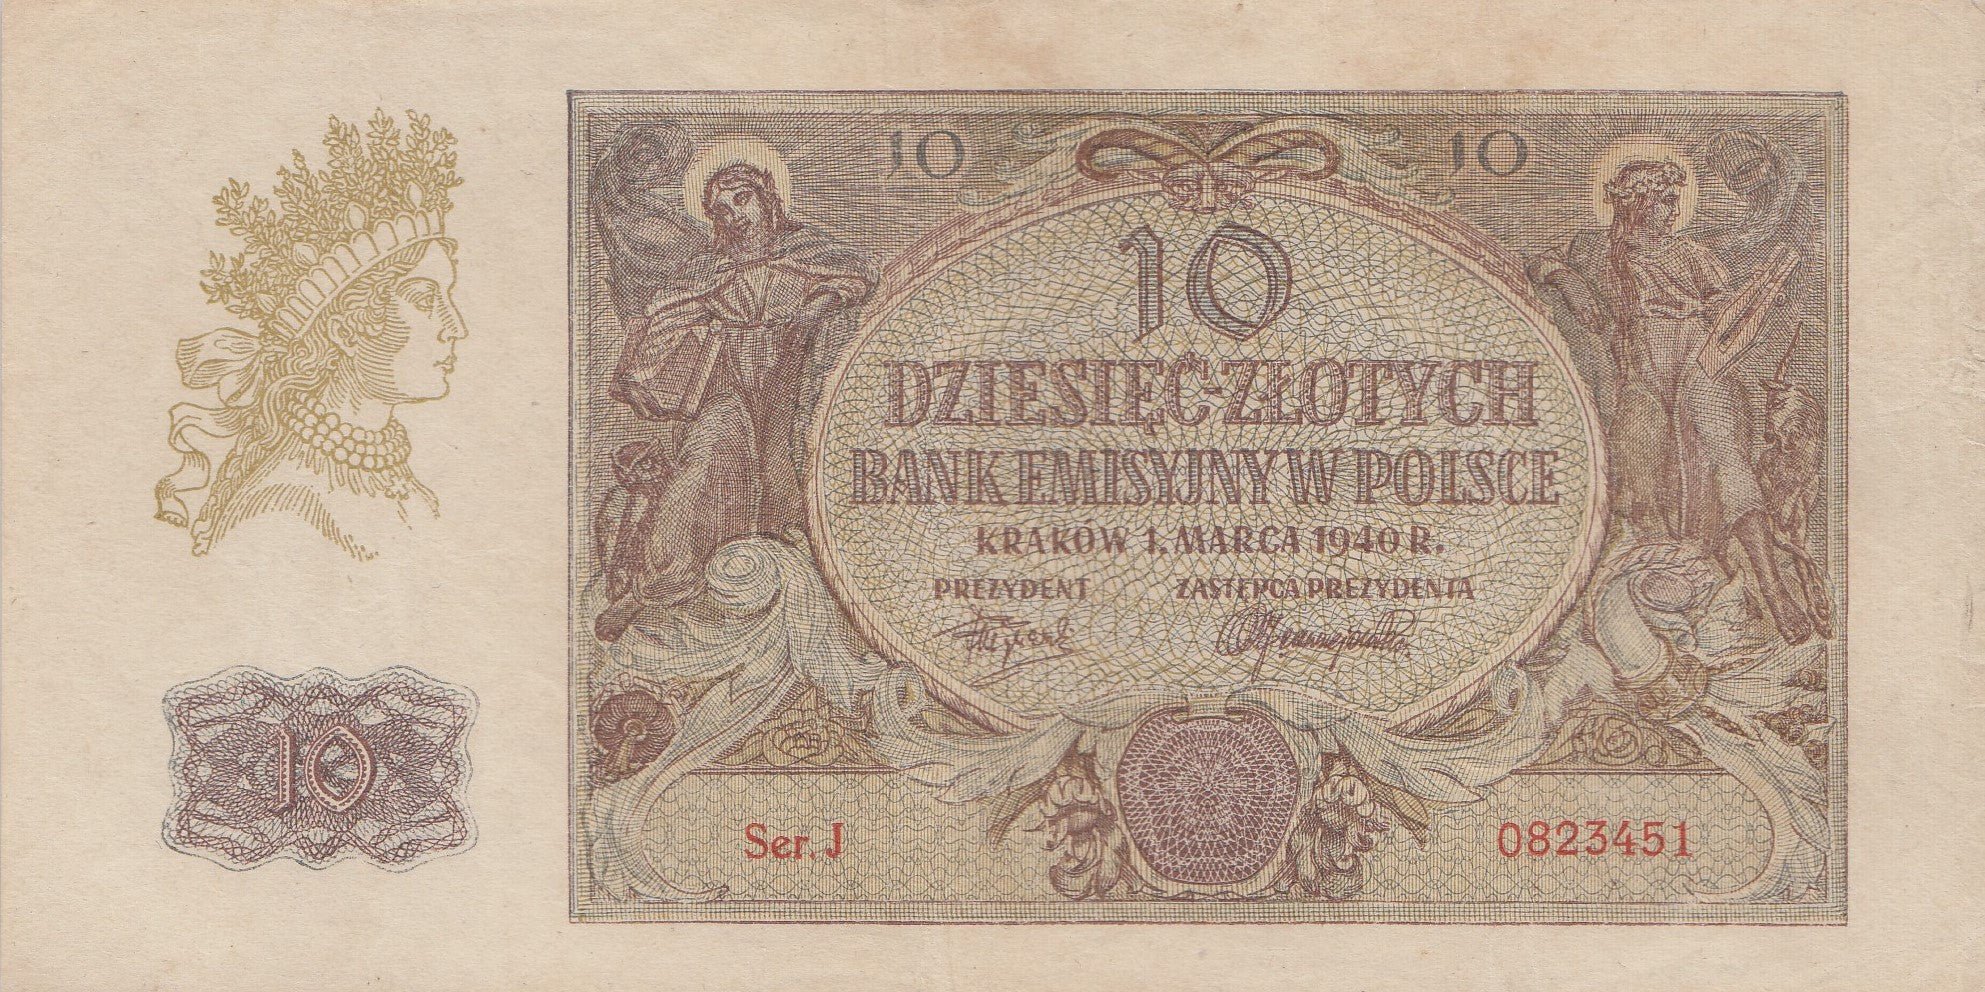 10 10
10
DZIESIĘĆ-ZŁOTYCH
BANK EMISYJNY W POLSCE
KRAKÓW 1. MARCA 1940 R.
PREZYDENT ZASTĘPCA PREZYDENTA
10
Ser. J 0823451